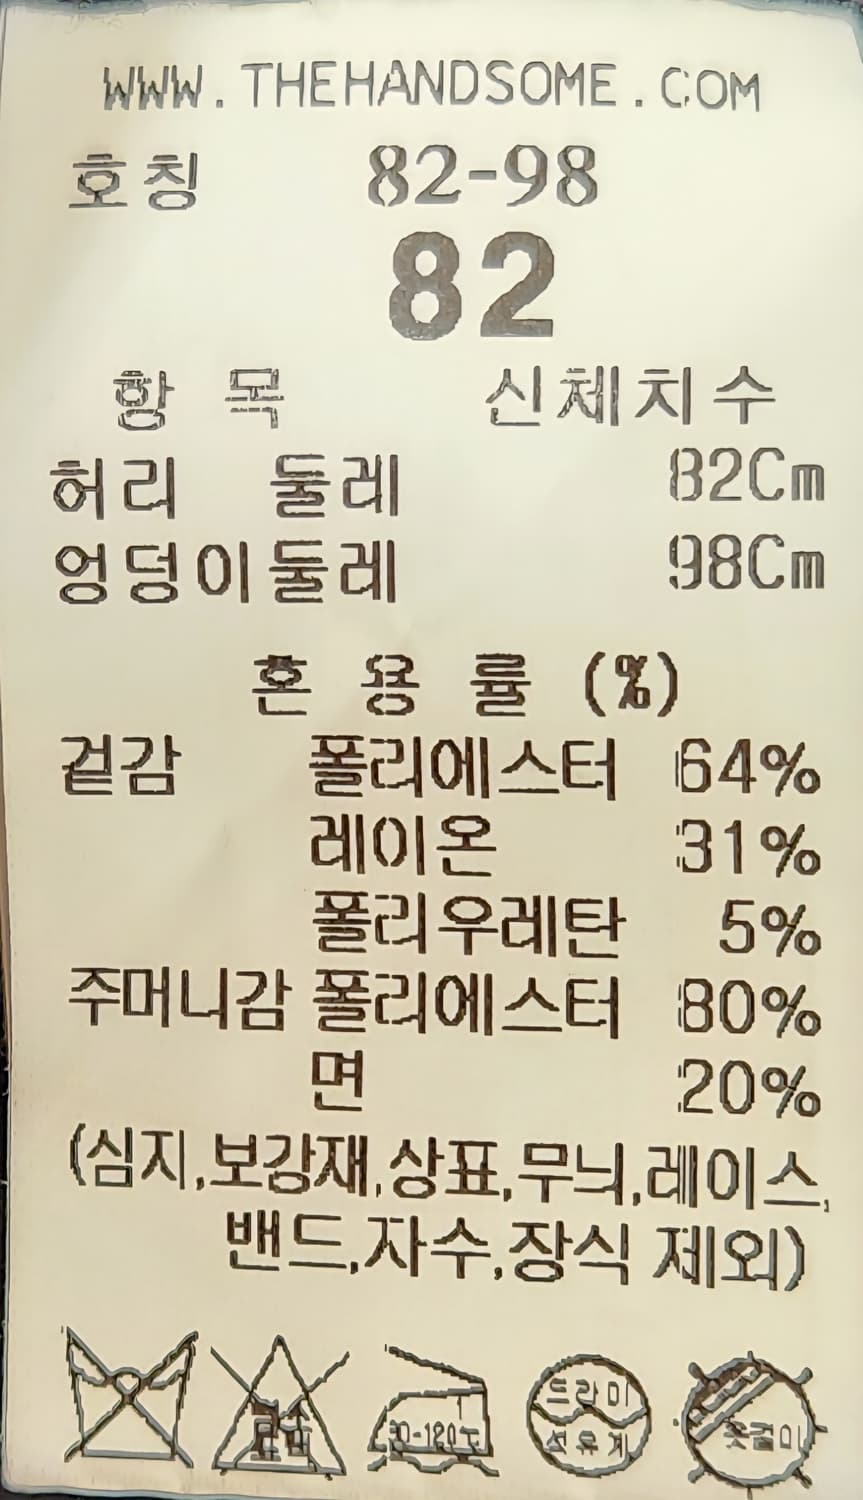 WWW.THEHANDSOME.COM
호칭 82-98
82
항 목 신체치수
허리 둘레 82Cm
엉덩이둘레 98Cm
혼 용 률 (%)
겉감 폴리에스터 64%
레이온 31%
폴리우레탄 5%
주머니감 폴리에스터 80%
면 20%
(심지,보강재,상표,무늬,레이스,
밴드,자수,장식 제외)
드라이
석유계
옷걸이